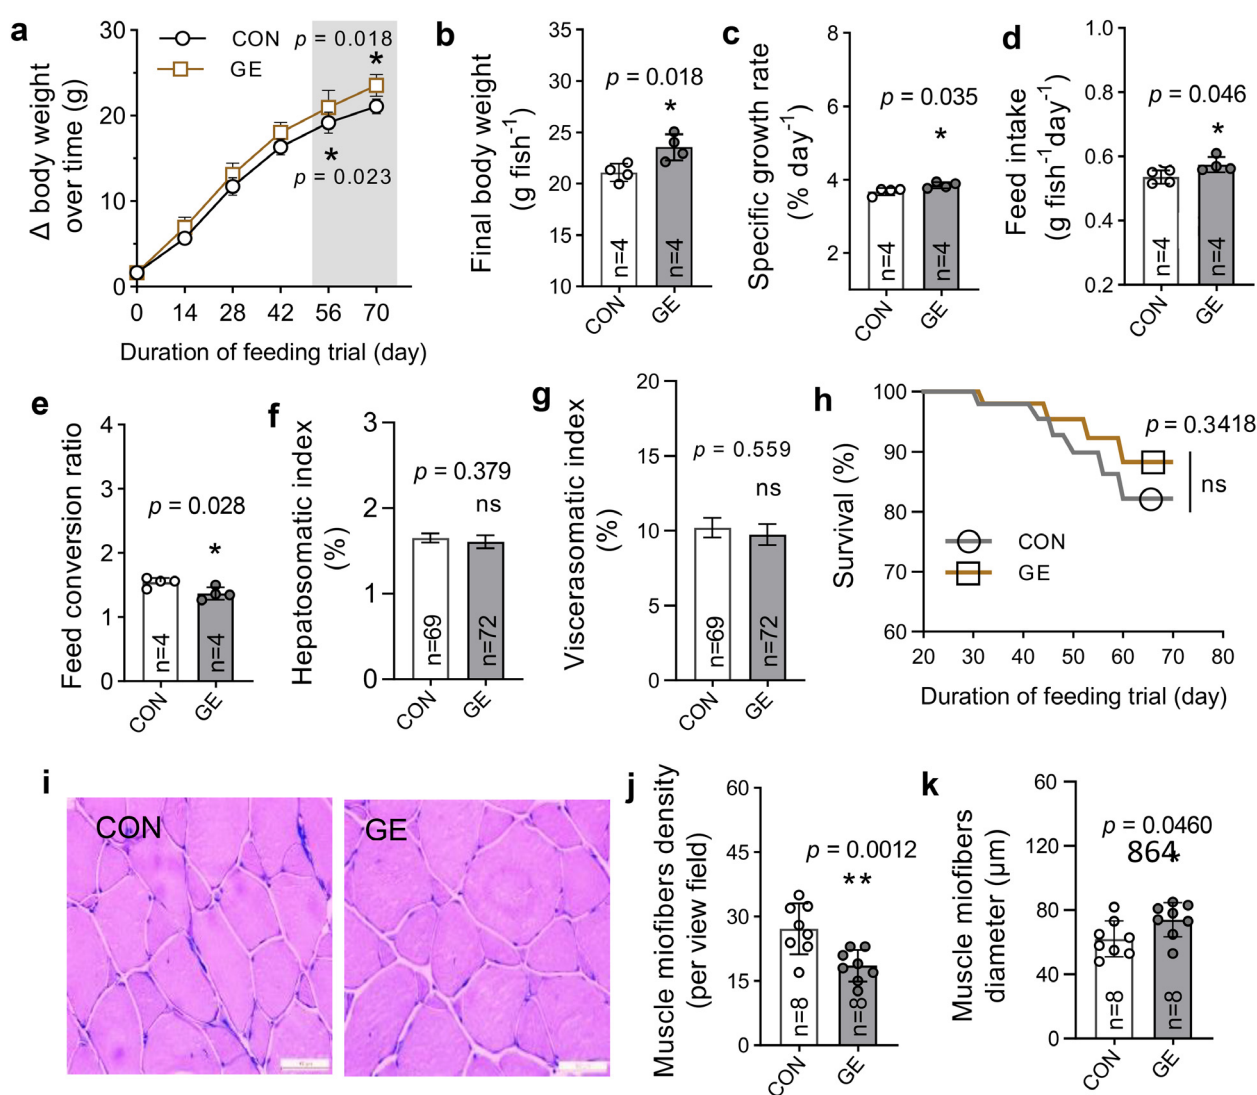 a
30
20
10
0
Δ body weight
over time (g)
CON
GE
p = 0.018
*
*
p = 0.023
0 14 28 42 56 70
Duration of feeding trial (day)
b
35
30
25
20
15
10
Final body weight
(g fish-1)
p = 0.018
*
n=4
n=4
CON
GE
c
8
6
4
2
Specific growth rate
(% day-1)
p = 0.035
*
n=4
n=4
CON
GE
d
1.0
0.8
0.6
0.4
0.2
Feed intake
(g fish-1day-1)
p = 0.046
*
n=4
n=4
CON
GE
e
4
3
2
1
0
Feed conversion ratio
p = 0.028
*
n=4
n=4
CON
GE
f
3
2
1
0
Hepatosomatic index
(%)
p = 0.379
ns
n=69
n=72
CON
GE
g
20
15
10
5
0
Viscerasomatic index
(%)
p = 0.559
ns
n=69
n=72
CON
GE
h
100
90
80
70
60
Survival (%)
p = 0.3418
ns
CON
GE
20 30 40 50 60 70 80
Duration of feeding trial (day)
i
CON
GE
j
60
45
30
15
0
Muscle miofibers density
(per view field)
p = 0.0012
**
n=8
n=8
CON
GE
k
60
120
80
40
0
Muscle miofibers
diameter (μm)
p = 0.0460
864
*
n=8
n=8
CON
GE